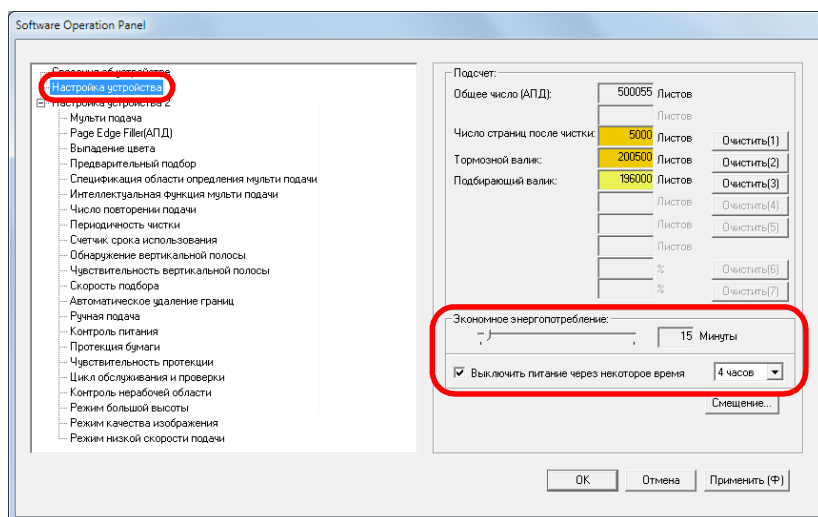 Software Operation Panel
Сведения об устройстве
Настройка устройства
Настройка устройства 2
Мульти подача
Page Edge Filler(АПД)
Выпадение цвета
Предварительный подбор
Спецификация области опредления мульти подачи
Интеллектуальная функция мульти подачи
Число повторении подачи
Периодичность чистки
Счетчик срока использования
Обнаружение вертикальной полосы
Чувствительность вертикальной полосы
Скорость подбора
Автоматическое удаление границ
Ручная подача
Контроль питания
Протекция бумаги
Чувствительность протекции
Цикл обслуживания и проверки
Контроль нерабочей области
Режим большой высоты
Режим качества изображения
Режим низкой скорости подачи
Подсчет:
Общее число (АПД): 500055 Листов
Листов
Число страниц после чистки: 5000 Листов Очистить(1)
Тормозной валик: 200500 Листов Очистить(2)
Подбирающий валик: 196000 Листов Очистить(3)
Листов Очистить(4)
Листов Очистить(5)
Листов
% Очистить(6)
% Очистить(7)
Экономное энергопотребление:
15 Минуты
Выключить питание через некоторое время 4 часов
Смещение...
OK Отмена Применить (Ф)